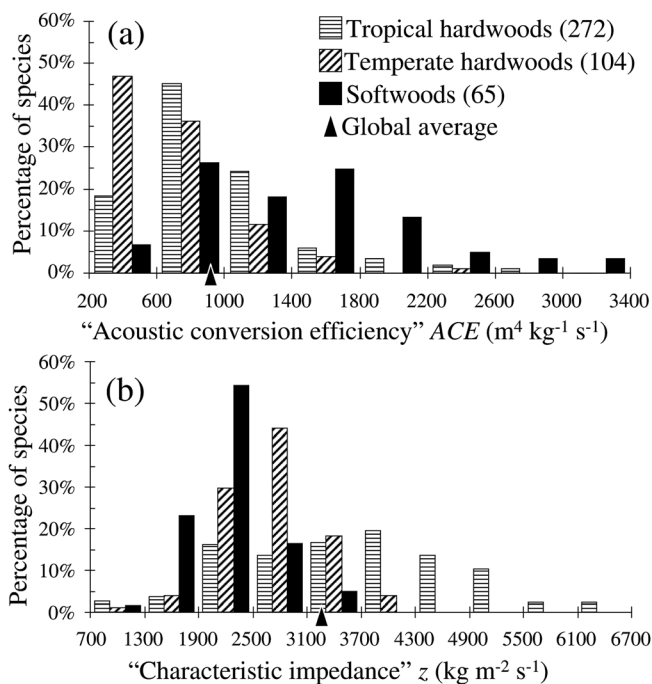 60%
(a)
Tropical hardwoods (272)
50%
Temperate hardwoods (104)
40%
Softwoods (65)
Global average
30%
20%
10%
0%
Percentage of species
200 600 1000 1400 1800 2200 2600 3000 3400
“Acoustic conversion efficiency” ACE (m⁴ kg⁻¹ s⁻¹)
60%
(b)
50%
40%
30%
20%
10%
0%
Percentage of species
700 1300 1900 2500 3100 3700 4300 4900 5500 6100 6700
“Characteristic impedance” z (kg m⁻² s⁻¹)